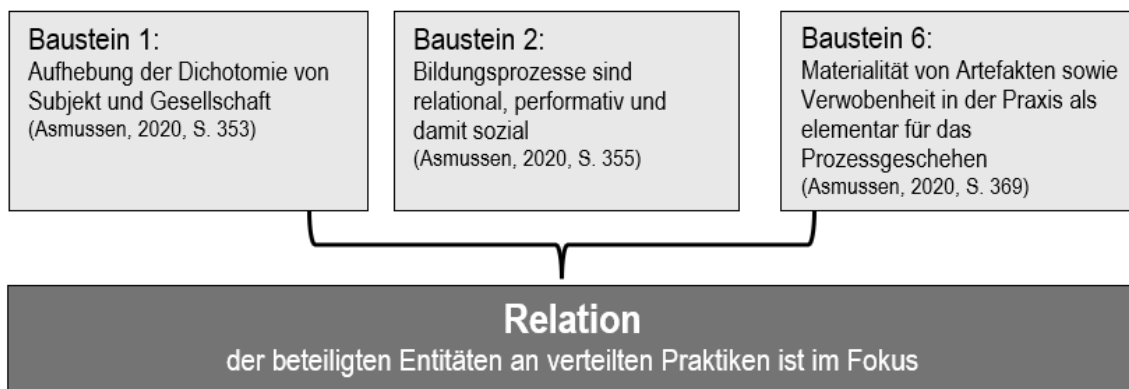 Baustein 1:
Aufhebung der Dichotomie von
Subjekt und Gesellschaft
(Asmussen, 2020, S. 353)
Baustein 2:
Bildungsprozesse sind
relational, performativ und
damit sozial
(Asmussen, 2020, S. 355)
Baustein 6:
Materialität von Artefakten sowie
Verwobenheit in der Praxis als
elementar für das
Prozessgeschehen
(Asmussen, 2020, S. 369)
Relation
der beteiligten Entitäten an verteilten Praktiken ist im Fokus